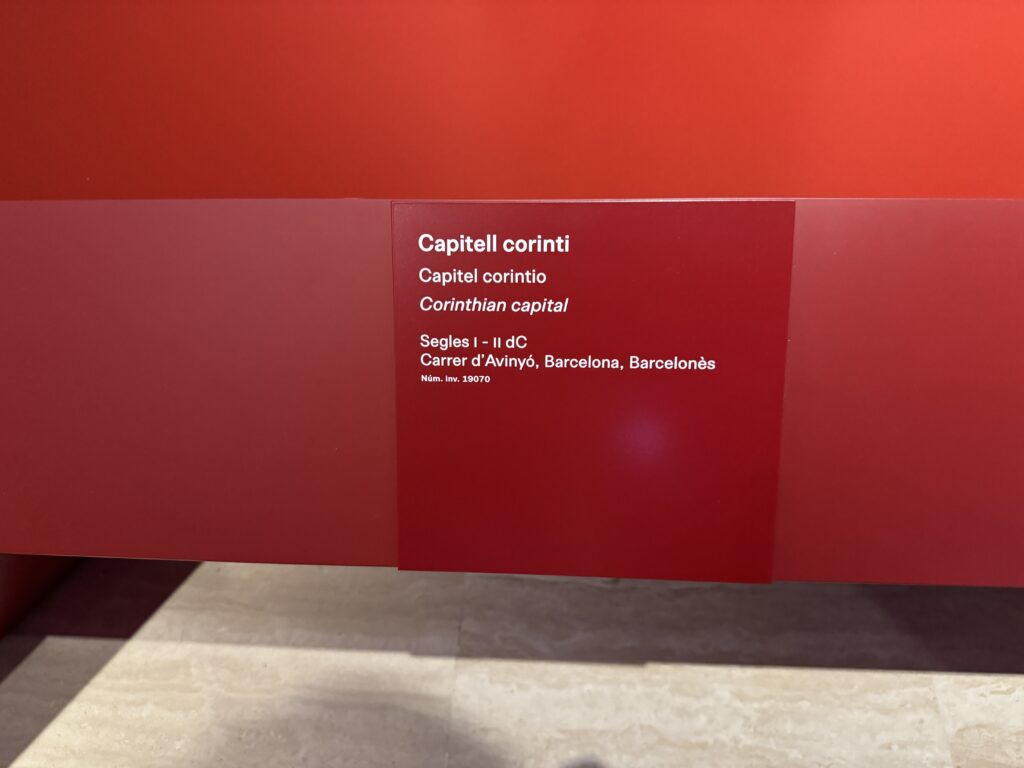 Capitell corinti
Capitel corintio
Corinthian capital
Segles I - II dC
Carrer d'Avinyó, Barcelona, Barcelonès
Núm. inv. 19070